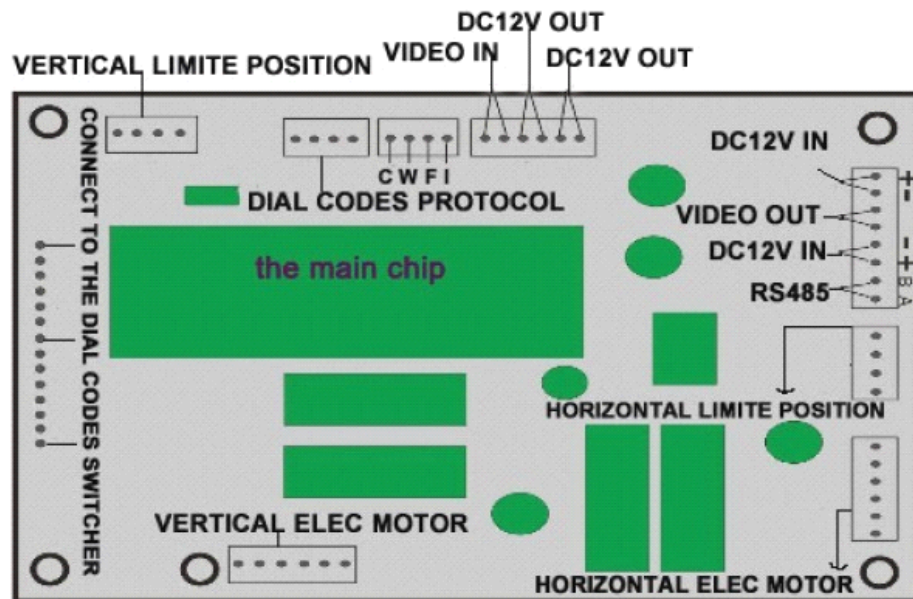 DC12V OUT
VIDEO IN
DC12V OUT
VERTICAL LIMITE POSITION
CONNECT TO THE DIAL CODES SWITCHER
C W F I
DIAL CODES PROTOCOL
the main chip
DC12V IN
+
-
VIDEO OUT
-
DC12V IN
+
RS485
B
A
HORIZONTAL LIMITE POSITION
VERTICAL ELEC MOTOR
HORIZONTAL ELEC MOTOR